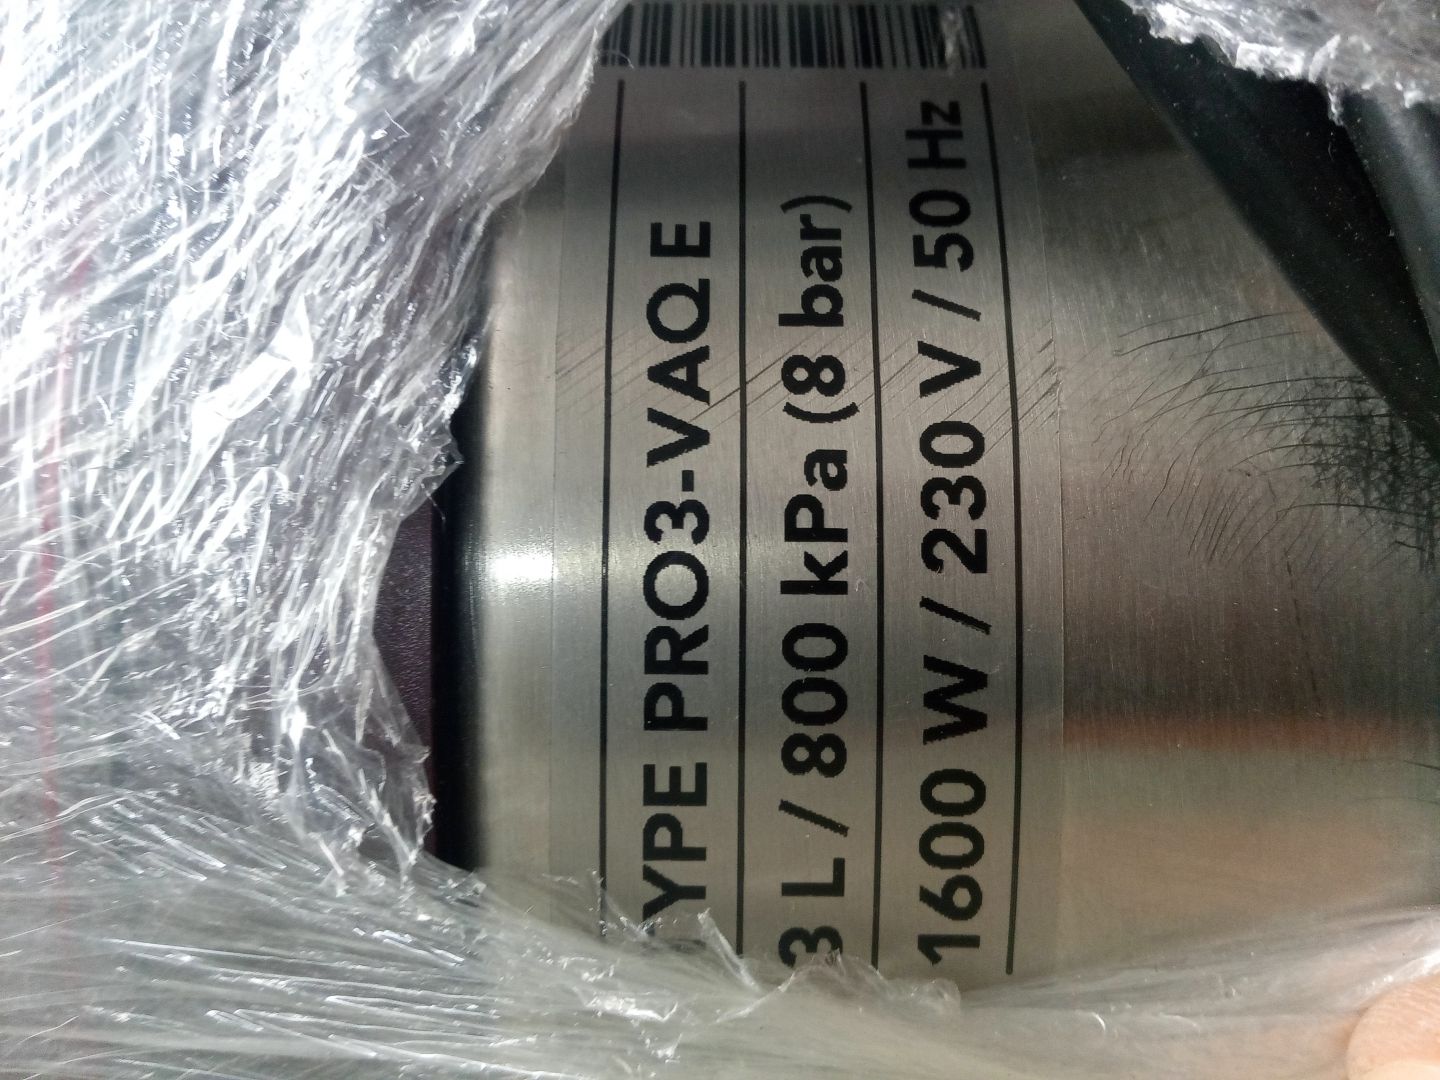 YPE PRO3-VAQ E
3 L / 800 kPa (8 bar)
1600 W / 230 V / 50 Hz